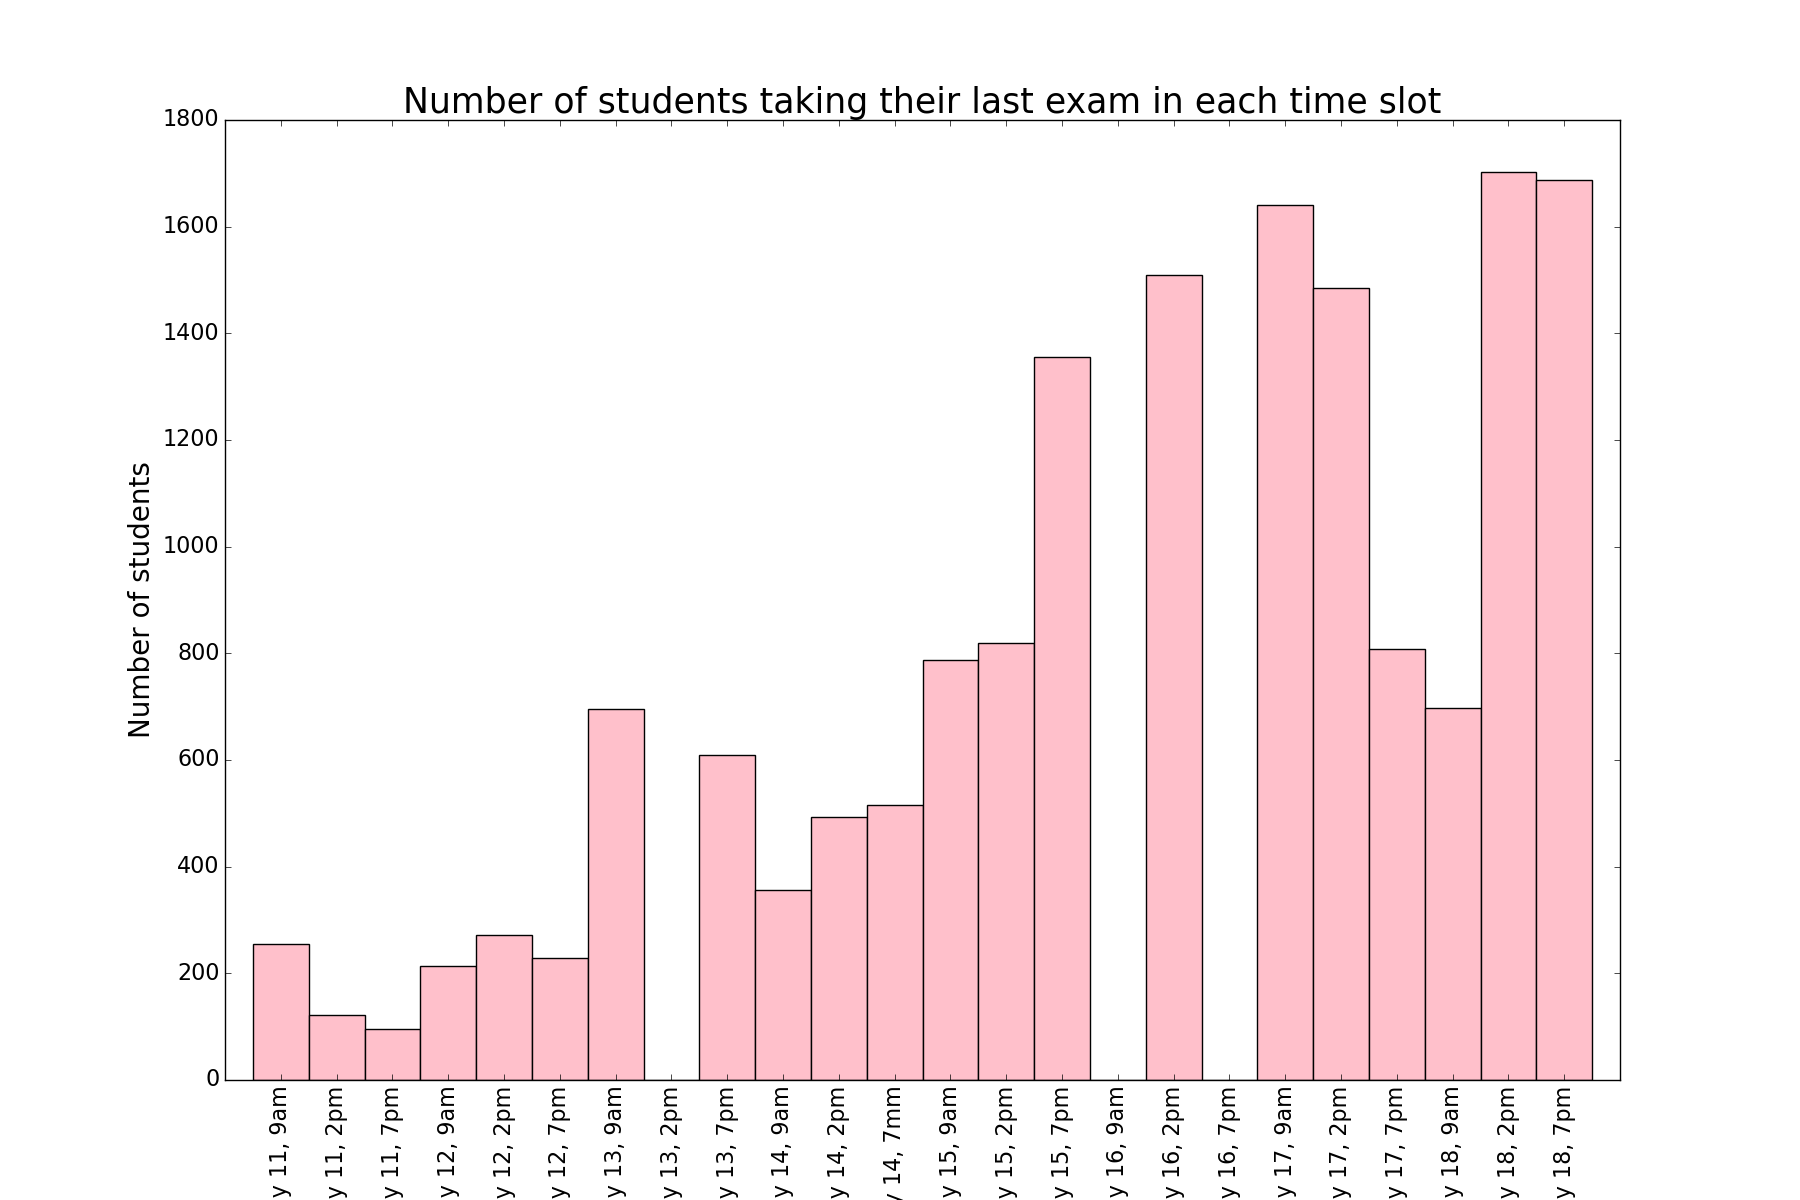 Number of students taking their last exam in each time slot
1800
1600
1400
1200
1000
800
600
400
200
0
Number of students
y 11, 9am
y 11, 2pm
y 11, 7pm
y 12, 9am
y 12, 2pm
y 12, 7pm
y 13, 9am
y 13, 2pm
y 13, 7pm
y 14, 9am
y 14, 2pm
y 14, 7mm
y 15, 9am
y 15, 2pm
y 15, 7pm
y 16, 9am
y 16, 2pm
y 16, 7pm
y 17, 9am
y 17, 2pm
y 17, 7pm
y 18, 9am
y 18, 2pm
y 18, 7pm